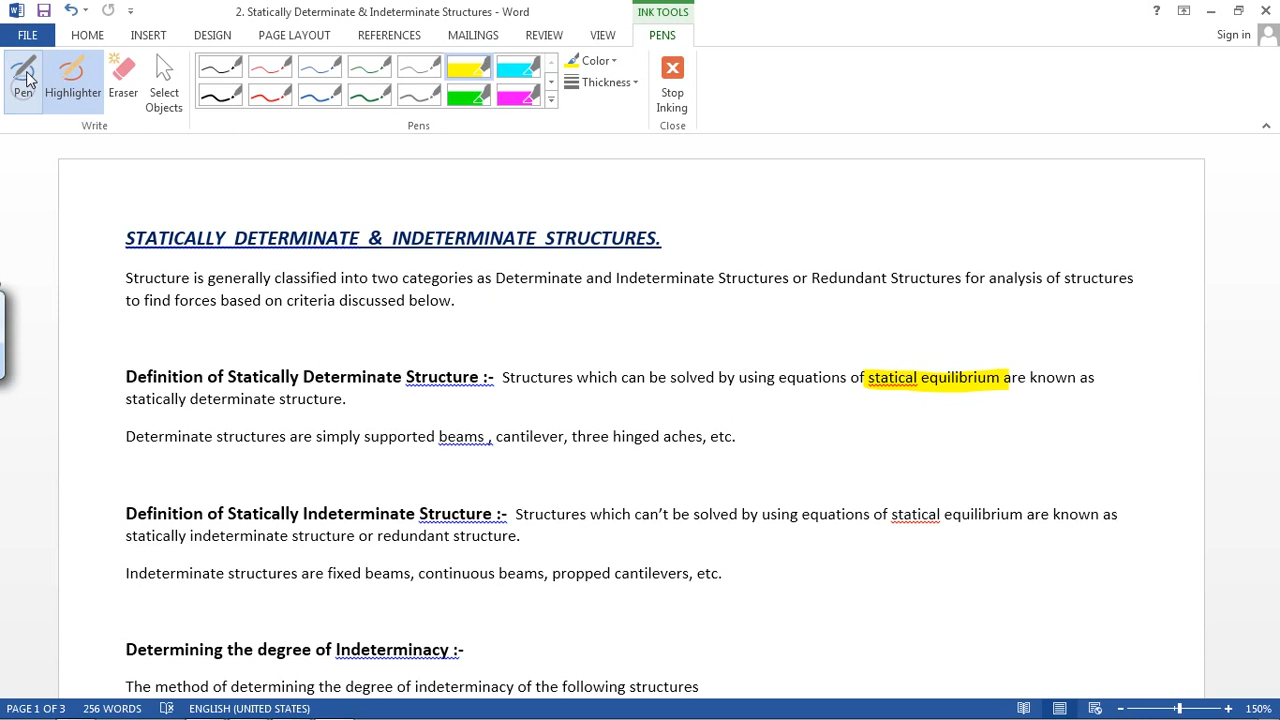 2. Statically Determinate & Indeterminate Structures - Word
INK TOOLS
?
FILE
HOME
INSERT
DESIGN
PAGE LAYOUT
REFERENCES
MAILINGS
REVIEW
VIEW
PENS
Sign in
Pen
Highlighter
Eraser
Select
Objects
Color
Thickness
Stop
Inking
Write
Pens
Close
STATICALLY DETERMINATE & INDETERMINATE STRUCTURES.
Structure is generally classified into two categories as Determinate and Indeterminate Structures or Redundant Structures for analysis of structures
to find forces based on criteria discussed below.
Definition of Statically Determinate Structure :- Structures which can be solved by using equations of statical equilibrium are known as
statically determinate structure.
Determinate structures are simply supported beams , cantilever, three hinged aches, etc.
Definition of Statically Indeterminate Structure :- Structures which can’t be solved by using equations of statical equilibrium are known as
statically indeterminate structure or redundant structure.
Indeterminate structures are fixed beams, continuous beams, propped cantilevers, etc.
Determining the degree of Indeterminacy :-
The method of determining the degree of indeterminacy of the following structures
PAGE 1 OF 3
256 WORDS
ENGLISH (UNITED STATES)
150%